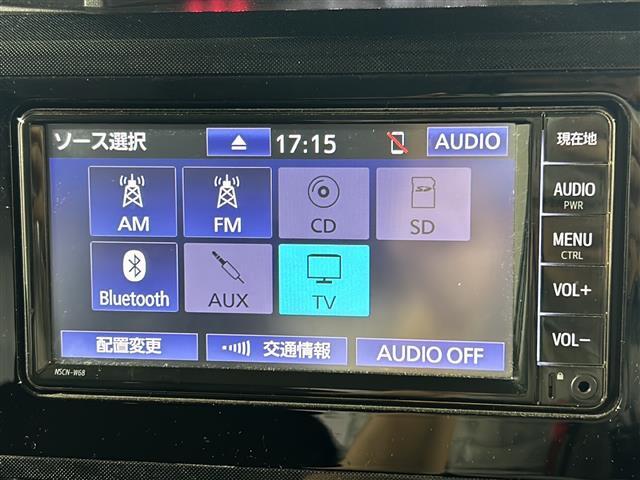 ソース選択 17:15 AUDIO 現在地
AM FM CD SD
AUDIO
PWR
MENU
CTRL
Bluetooth AUX TV
VOL+
配置変更 交通情報 AUDIO OFF
VOL-
NSCN-W68